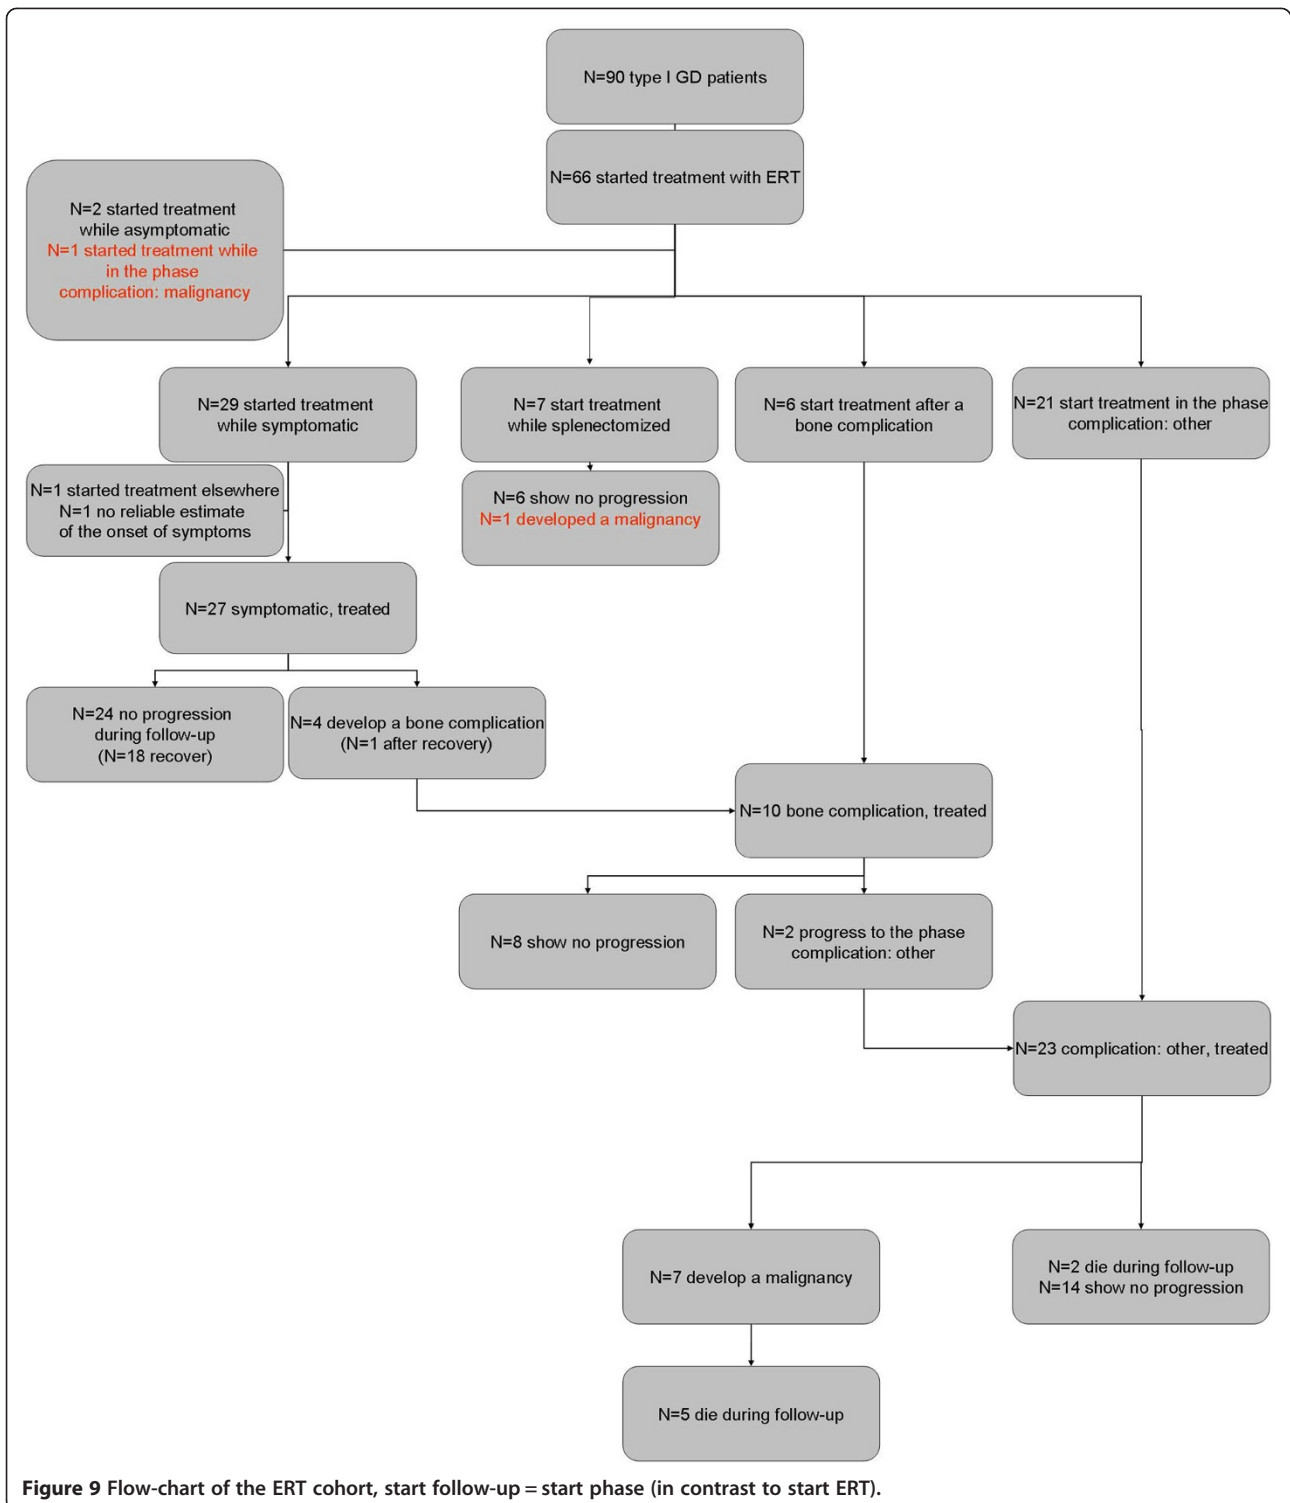 N=90 type I GD patients
N=66 started treatment with ERT
N=2 started treatment
while asymptomatic
N=1 started treatment while
in the phase
complication: malignancy
N=29 started treatment
while symptomatic
N=7 start treatment
while splenectomized
N=6 start treatment after a
bone complication
N=21 start treatment in the phase
complication: other
N=1 started treatment elsewhere
N=1 no reliable estimate
of the onset of symptoms
N=6 show no progression
N=1 developed a malignancy
N=27 symptomatic, treated
N=24 no progression
during follow-up
(N=18 recover)
N=4 develop a bone complication
(N=1 after recovery)
N=10 bone complication, treated
N=8 show no progression
N=2 progress to the phase
complication: other
N=23 complication: other, treated
N=7 develop a malignancy
N=2 die during follow-up
N=14 show no progression
N=5 die during follow-up
Figure 9 Flow-chart of the ERT cohort, start follow-up = start phase (in contrast to start ERT).